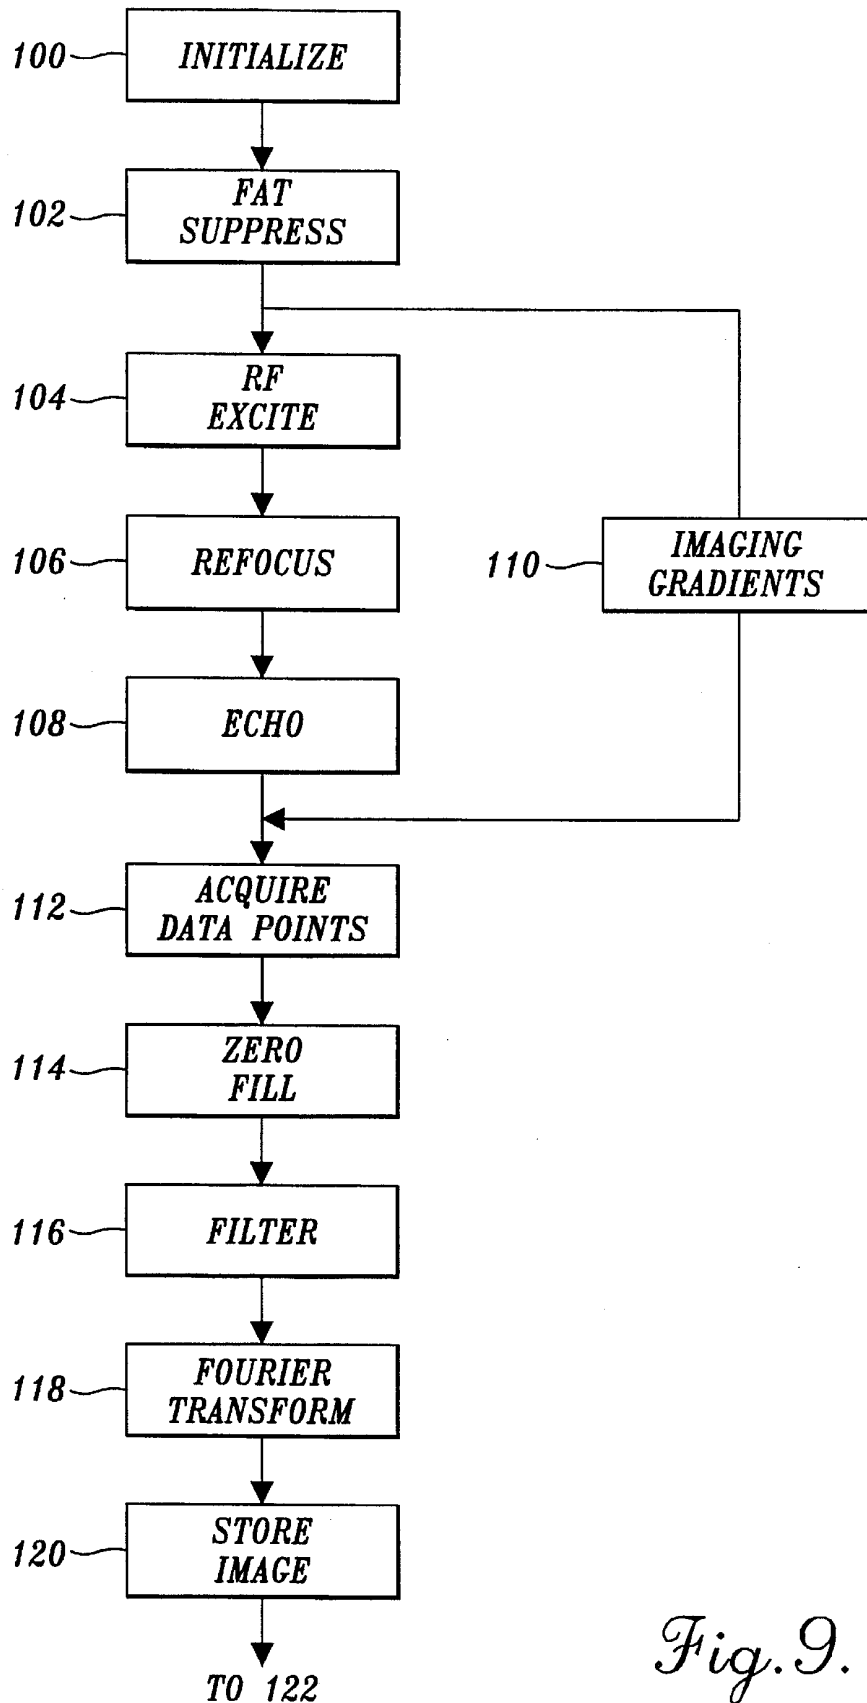 100 INITIALIZE
102 FAT
SUPPRESS
104 RF
EXCITE
106 REFOCUS
110 IMAGING
GRADIENTS
108 ECHO
112 ACQUIRE
DATA POINTS
114 ZERO
FILL
116 FILTER
118 FOURIER
TRANSFORM
120 STORE
IMAGE
TO 122
Fig. 9.